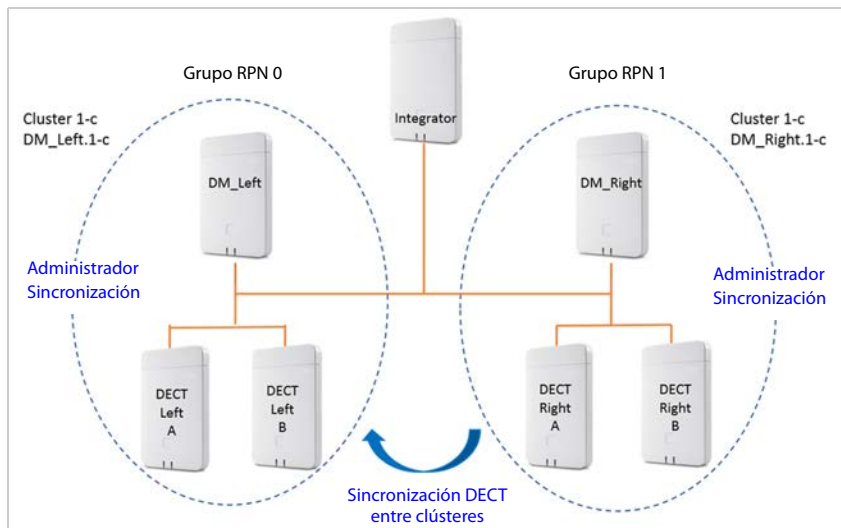 Grupo RPN 0
Grupo RPN 1
Integrator
Cluster 1-c
DM_Left.1-c
Cluster 1-c
DM_Right.1-c
DM_Left
DM_Right
Administrador
Sincronización
Administrador
Sincronización
DECT
Left
A
DECT
Left
B
DECT
Right
A
DECT
Right
B
Sincronización DECT
entre clústeres